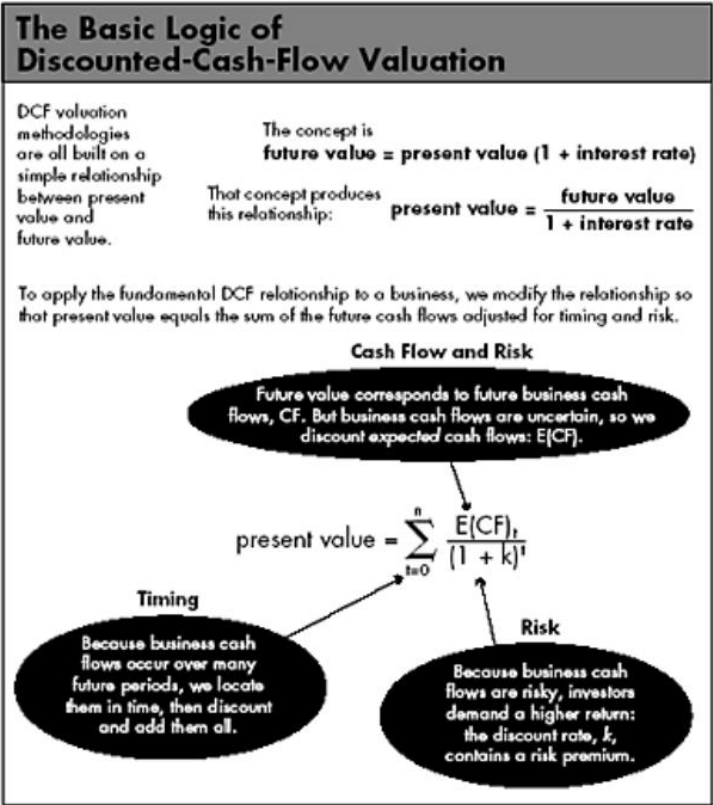 The Basic Logic of
Discounted-Cash-Flow Valuation
DCF valuation
methodologies
are all built on a
simple relationship
between present
value and
future value.
The concept is
future value = present value (1 + interest rate)
That concept produces
this relationship:
present value = future value / 1 + interest rate
To apply the fundamental DCF relationship to a business, we modify the relationship so
that present value equals the sum of the future cash flows adjusted for timing and risk.
Cash Flow and Risk
Future value corresponds to future business cash
flows, CF. But business cash flows are uncertain, so we
discount expected cash flows: E(CF).
present value = n ∑ t=0 E(CF)t / (1 + k)^t
Timing
Because business cash
flows occur over many
future periods, we locate
them in time, then discount
and add them all.
Risk
Because business cash
flows are risky, investors
demand a higher return:
the discount rate, k,
contains a risk premium.